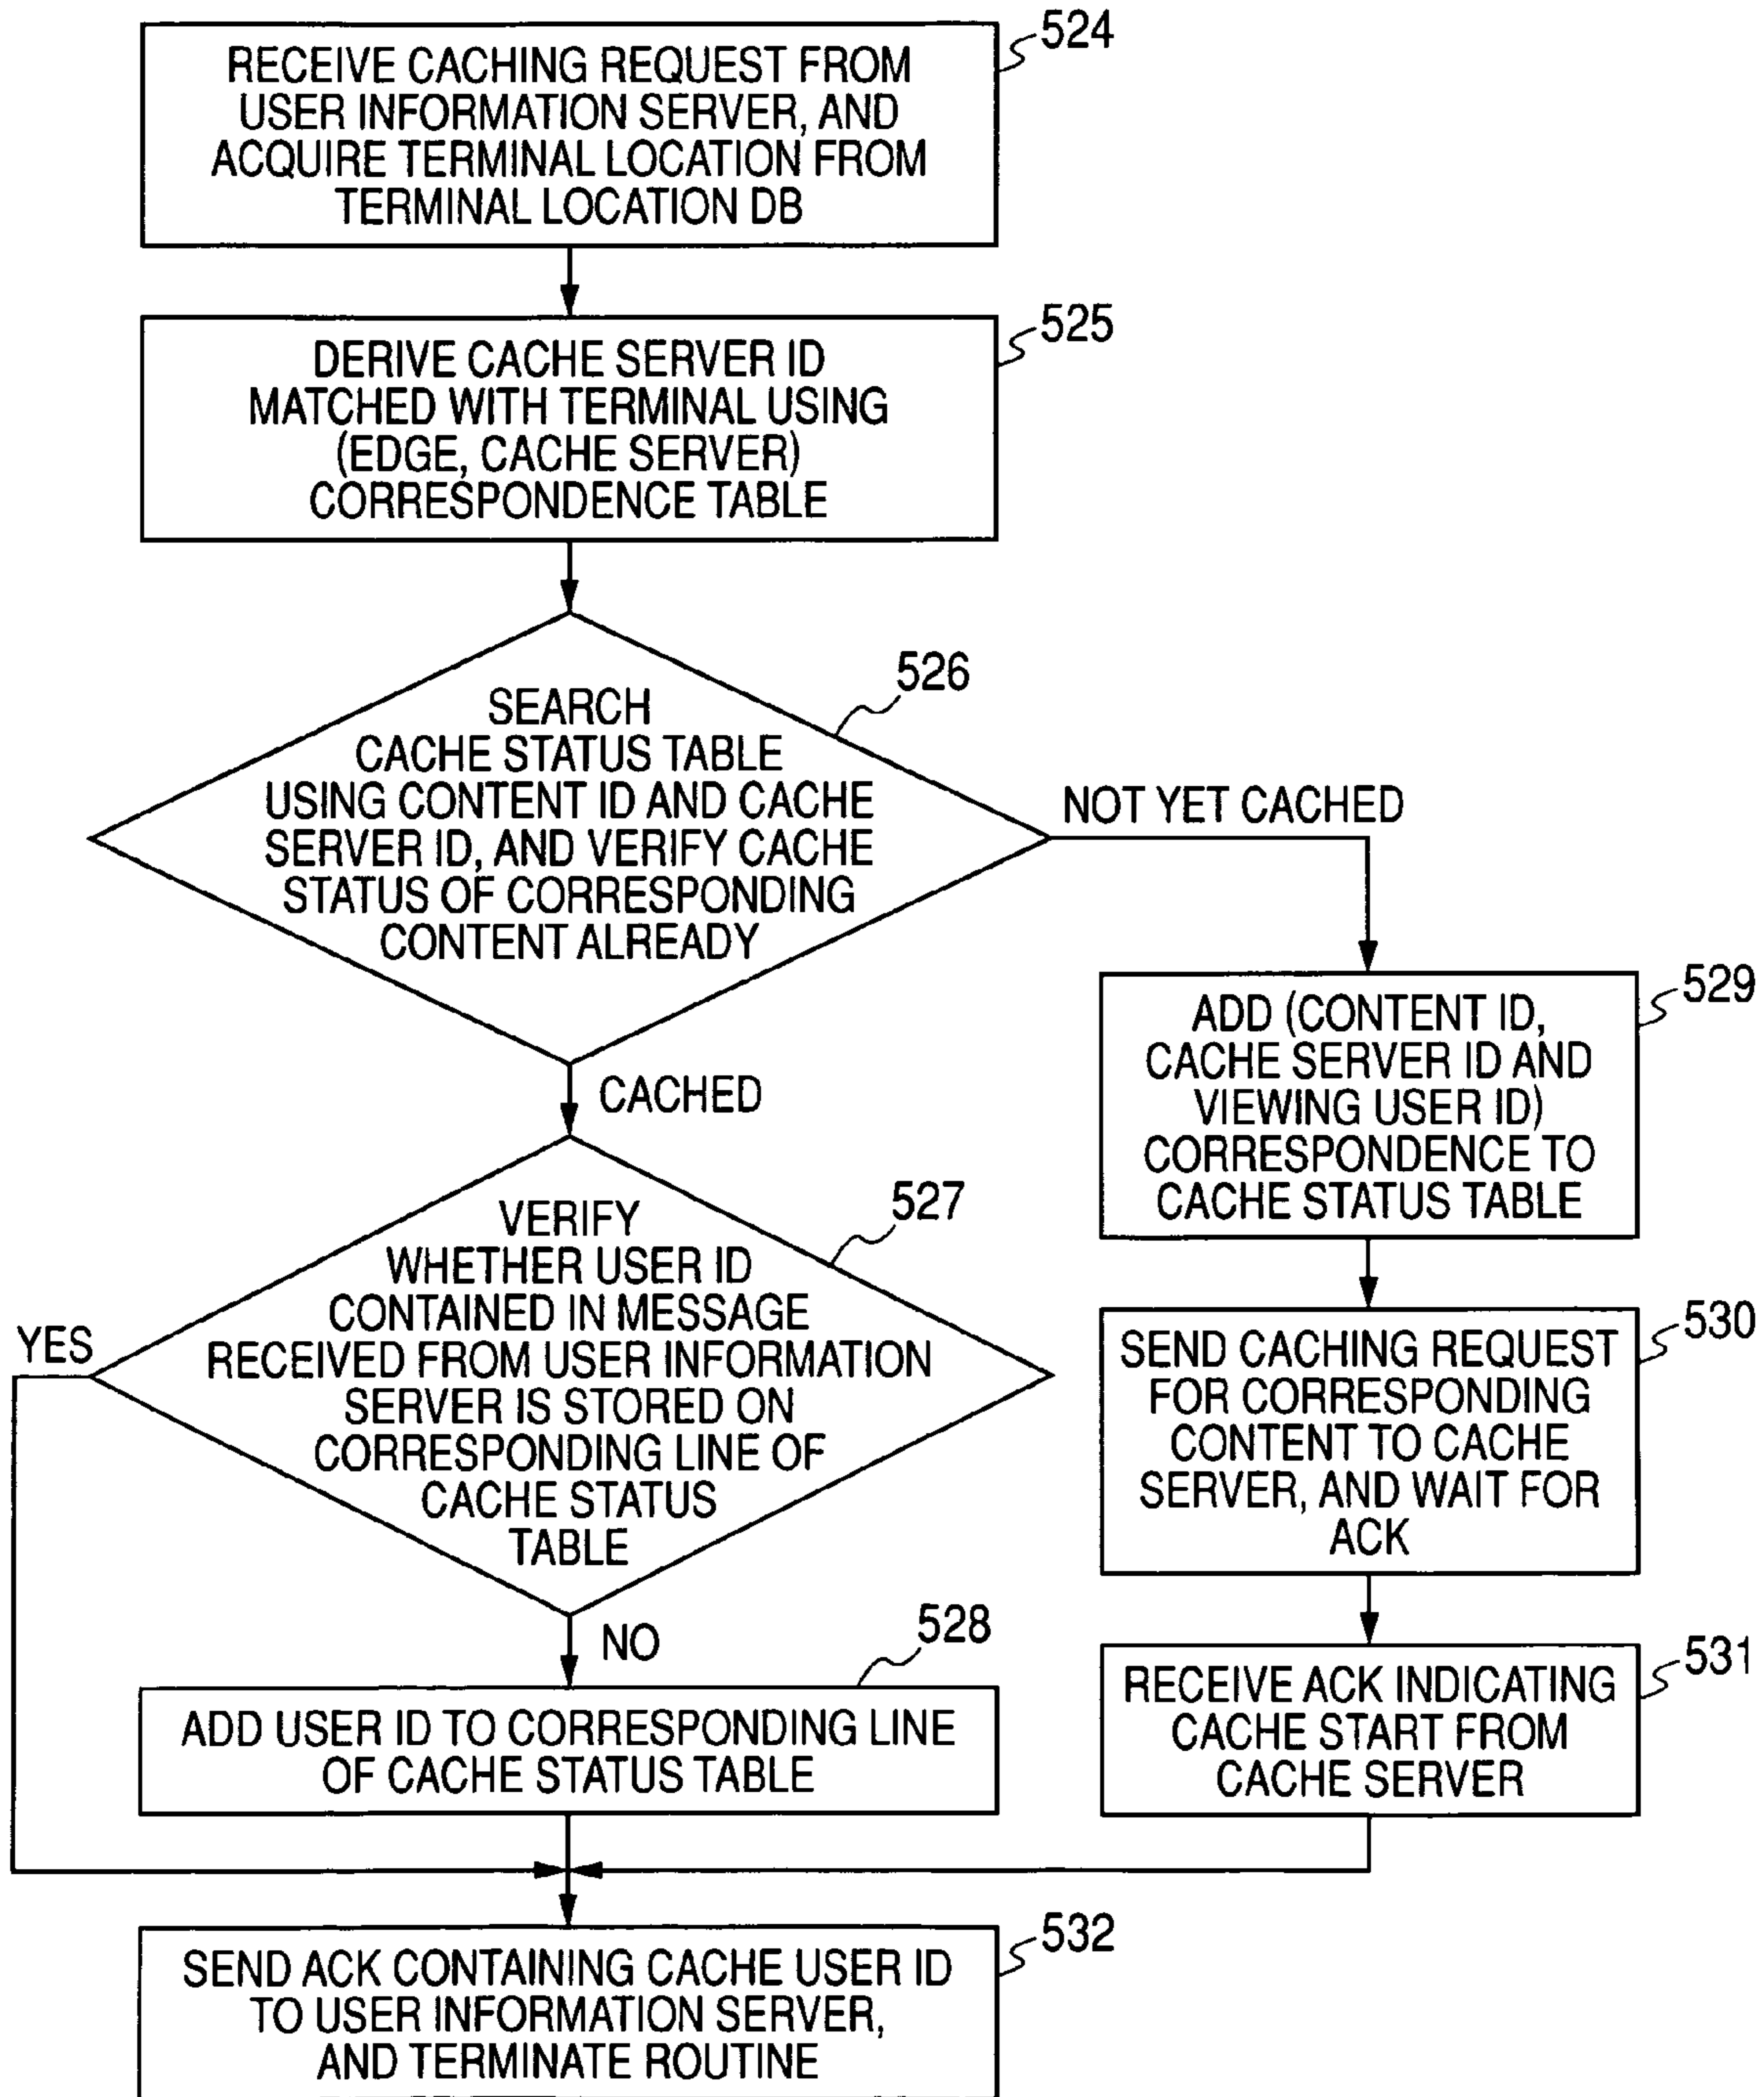 524
RECEIVE CACHING REQUEST FROM
USER INFORMATION SERVER, AND
ACQUIRE TERMINAL LOCATION FROM
TERMINAL LOCATION DB
525
DERIVE CACHE SERVER ID
MATCHED WITH TERMINAL USING
(EDGE, CACHE SERVER)
CORRESPONDENCE TABLE
526
SEARCH
CACHE STATUS TABLE
USING CONTENT ID AND CACHE
SERVER ID, AND VERIFY CACHE
STATUS OF CORRESPONDING
CONTENT ALREADY
NOT YET CACHED
CACHED
527
VERIFY
WHETHER USER ID
CONTAINED IN MESSAGE
RECEIVED FROM USER INFORMATION
SERVER IS STORED ON
CORRESPONDING LINE OF
CACHE STATUS
TABLE
YES
NO
528
ADD USER ID TO CORRESPONDING LINE
OF CACHE STATUS TABLE
529
ADD (CONTENT ID,
CACHE SERVER ID AND
VIEWING USER ID)
CORRESPONDENCE TO
CACHE STATUS TABLE
530
SEND CACHING REQUEST
FOR CORRESPONDING
CONTENT TO CACHE
SERVER, AND WAIT FOR
ACK
531
RECEIVE ACK INDICATING
CACHE START FROM
CACHE SERVER
532
SEND ACK CONTAINING CACHE USER ID
TO USER INFORMATION SERVER,
AND TERMINATE ROUTINE